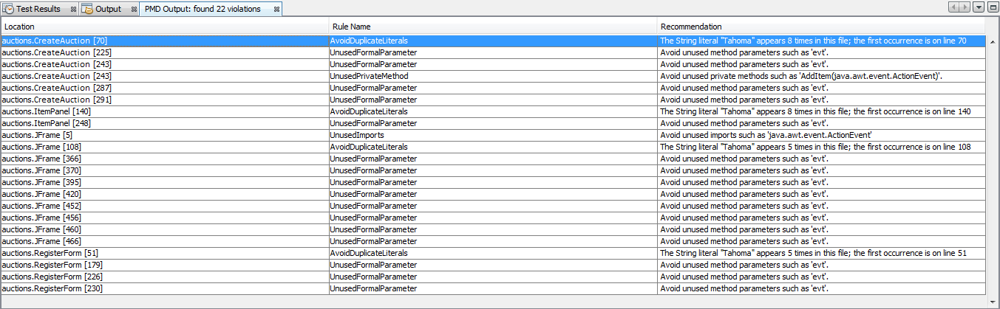 Test Results Output PMD Output: found 22 violations
Location Rule Name Recommendation
auctions.CreateAuction [70] AvoidDuplicateLiterals The String literal "Tahoma" appears 8 times in this file; the first occurrence is on line 70
auctions.CreateAuction [225] UnusedFormalParameter Avoid unused method parameters such as 'evt'.
auctions.CreateAuction [243] UnusedFormalParameter Avoid unused method parameters such as 'evt'.
auctions.CreateAuction [243] UnusedPrivateMethod Avoid unused private methods such as 'AddItem(java.awt.event.ActionEvent)'.
auctions.CreateAuction [287] UnusedFormalParameter Avoid unused method parameters such as 'evt'.
auctions.CreateAuction [291] UnusedFormalParameter Avoid unused method parameters such as 'evt'.
auctions.ItemPanel [140] AvoidDuplicateLiterals The String literal "Tahoma" appears 8 times in this file; the first occurrence is on line 140
auctions.ItemPanel [248] UnusedFormalParameter Avoid unused method parameters such as 'evt'.
auctions.JFrame [5] UnusedImports Avoid unused imports such as 'java.awt.event.ActionEvent'
auctions.JFrame [108] AvoidDuplicateLiterals The String literal "Tahoma" appears 5 times in this file; the first occurrence is on line 108
auctions.JFrame [366] UnusedFormalParameter Avoid unused method parameters such as 'evt'.
auctions.JFrame [370] UnusedFormalParameter Avoid unused method parameters such as 'evt'.
auctions.JFrame [395] UnusedFormalParameter Avoid unused method parameters such as 'evt'.
auctions.JFrame [420] UnusedFormalParameter Avoid unused method parameters such as 'evt'.
auctions.JFrame [452] UnusedFormalParameter Avoid unused method parameters such as 'evt'.
auctions.JFrame [456] UnusedFormalParameter Avoid unused method parameters such as 'evt'.
auctions.JFrame [460] UnusedFormalParameter Avoid unused method parameters such as 'evt'.
auctions.JFrame [466] UnusedFormalParameter Avoid unused method parameters such as 'evt'.
auctions.RegisterForm [51] AvoidDuplicateLiterals The String literal "Tahoma" appears 5 times in this file; the first occurrence is on line 51
auctions.RegisterForm [179] UnusedFormalParameter Avoid unused method parameters such as 'evt'.
auctions.RegisterForm [226] UnusedFormalParameter Avoid unused method parameters such as 'evt'.
auctions.RegisterForm [230] UnusedFormalParameter Avoid unused method parameters such as 'evt'.